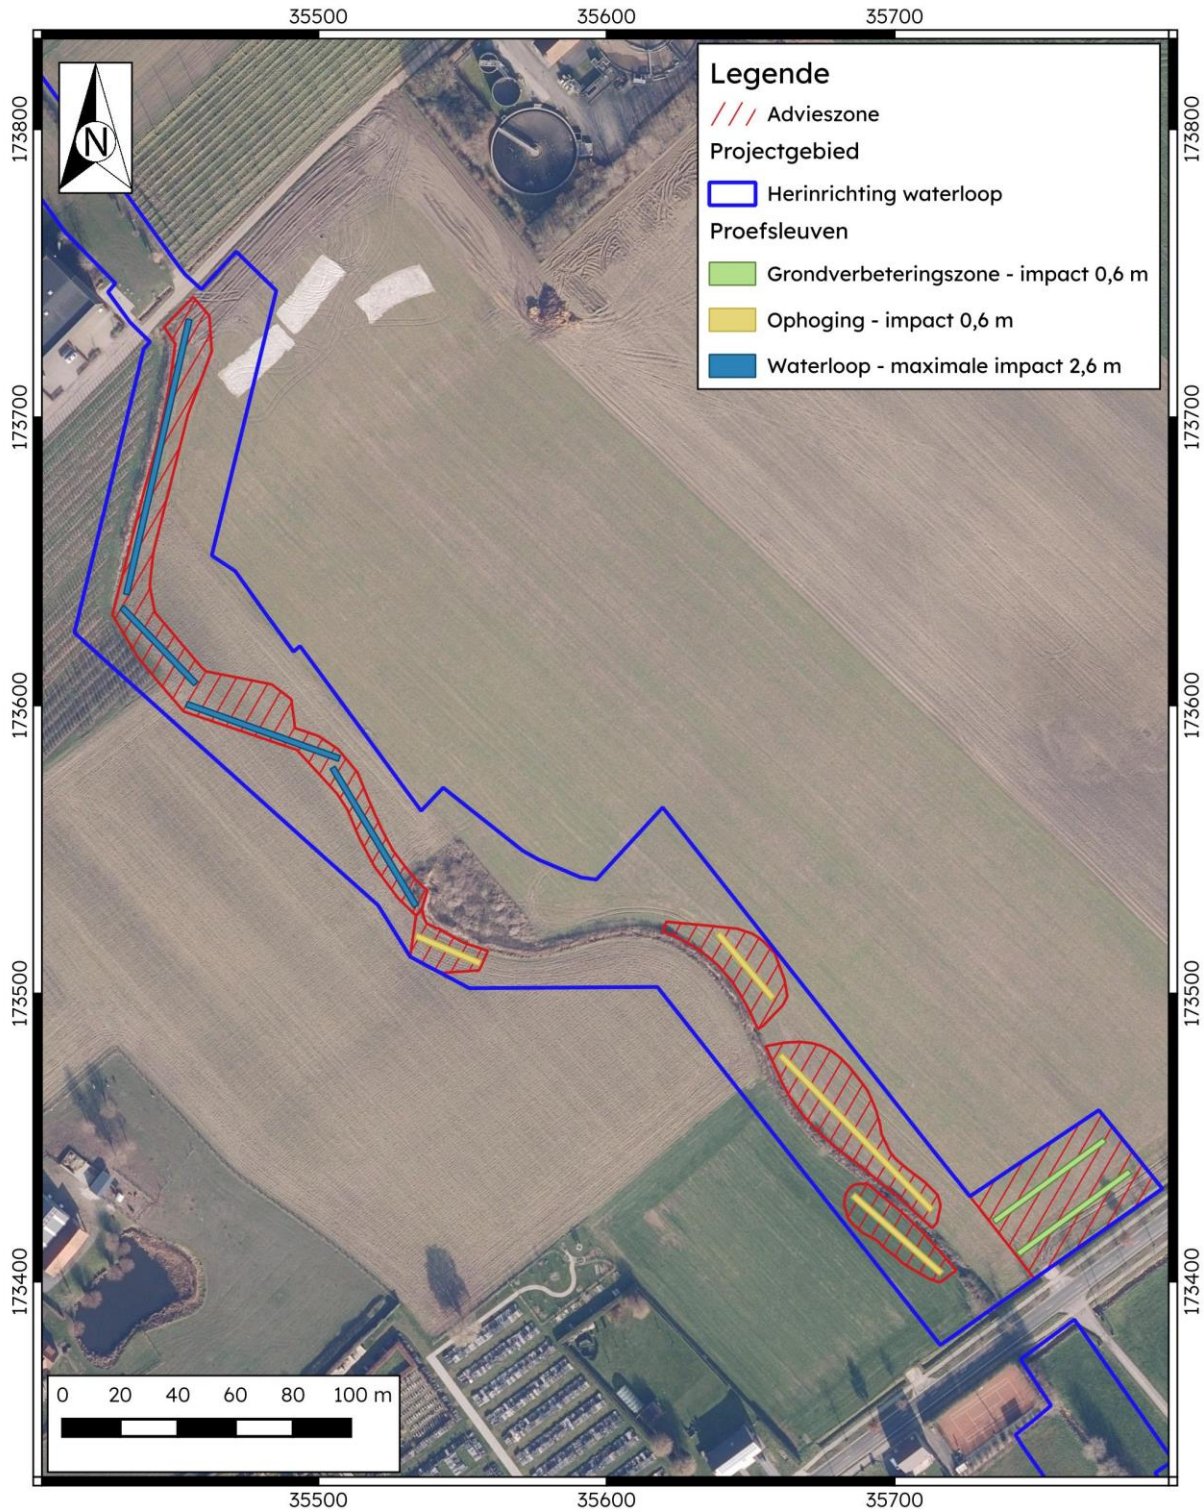 35500 35600 35700
N
Legende
Advieszone
Projectgebied
Herinrichting waterloop
Proefsleuven
Grondverbeteringszone - impact 0,6 m
Ophoging - impact 0,6 m
Waterloop - maximale impact 2,6 m
173800 173800
173700 173700
173600 173600
173500 173500
173400 173400
0 20 40 60 80 100 m
35500 35600 35700